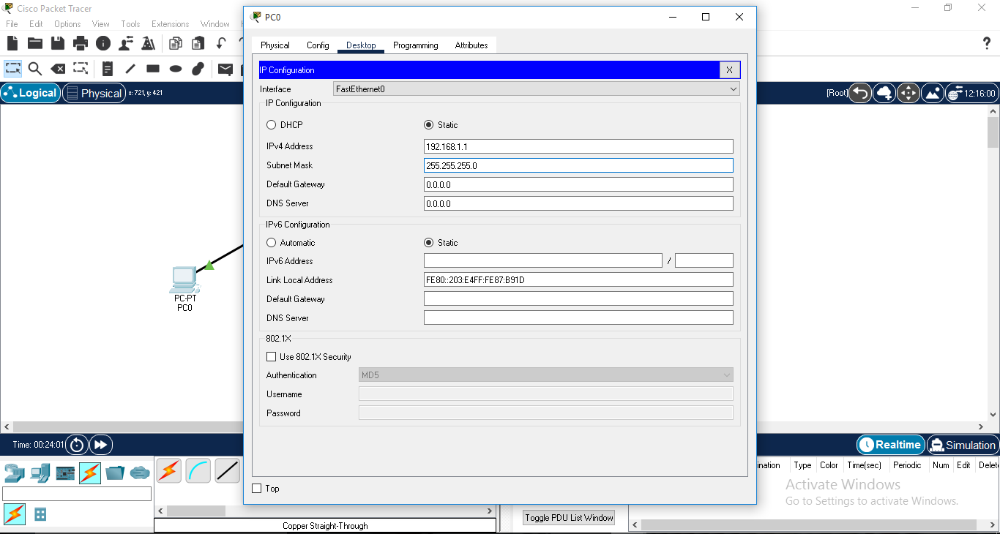 Cisco Packet Tracer
File Edit Options View Tools Extensions Window
PC0
Physical Config Desktop Programming Attributes
IP Configuration
X
Interface FastEthernet0
IP Configuration
DHCP Static
IPv4 Address 192.168.1.1
Subnet Mask 255.255.255.0
Default Gateway 0.0.0.0
DNS Server 0.0.0.0
IPv6 Configuration
Automatic Static
IPv6 Address /
Link Local Address FE80::203:E4FF:FE87:B91D
Default Gateway
DNS Server
802.1X
Use 802.1X Security
Authentication MD5
Username
Password
Top
Logical Physical x: 721, y: 421
[Root] 12:16:00
PC-PT
PC0
Time: 00:24:01
Realtime Simulation
ination Type Color Time(sec) Periodic Num Edit Delet
Activate Windows
Go to Settings to activate Windows.
Toggle PDU List Window
Copper Straight-Through
?